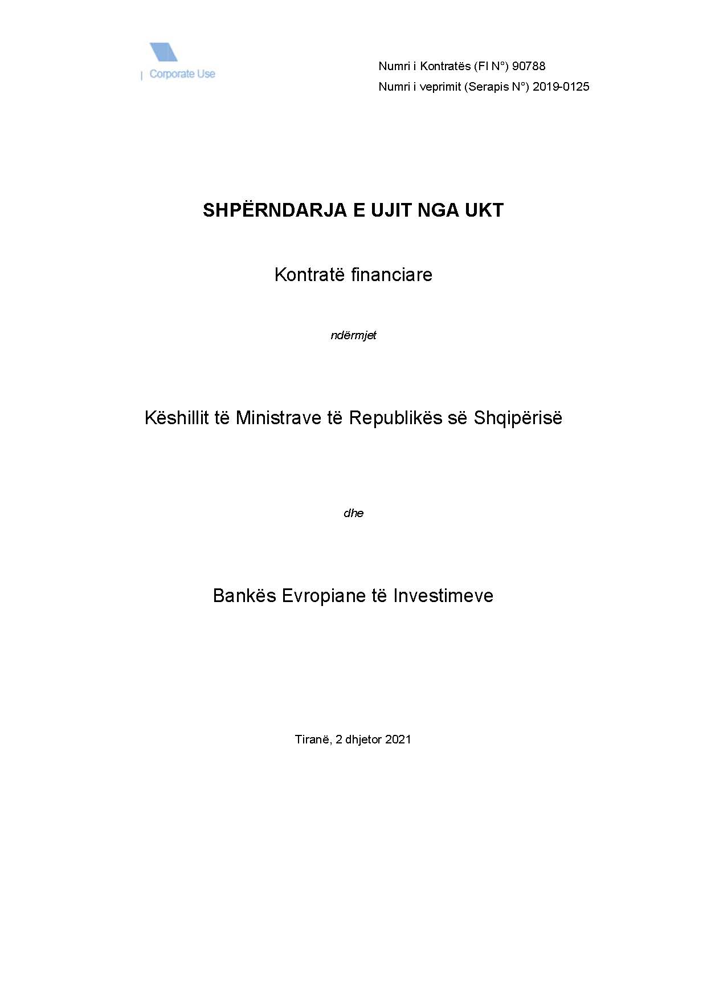 Corporate Use
Numri i Kontratës (FI N°) 90788
Numri i veprimit (Serapis N°) 2019-0125
SHPËRNDARJA E UJIT NGA UKT
Kontratë financiare
ndërmjet
Këshillit të Ministrave të Republikës së Shqipërisë
dhe
Bankës Evropiane të Investimeve
Tiranë, 2 dhjetor 2021